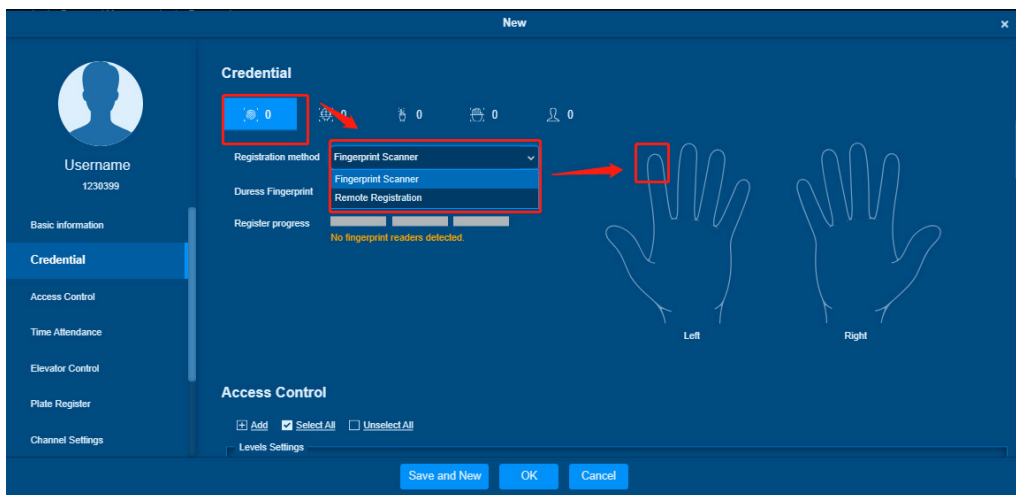 New
×
Username
1230399
Basic information
Credential
Access Control
Time Attendance
Elevator Control
Plate Register
Channel Settings
Credential
0
0
0
0
0
Registration method
Fingerprint Scanner
Fingerprint Scanner
Remote Registration
Duress Fingerprint
Register progress
No fingerprint readers detected.
Left
Right
Access Control
Add Select All Unselect All
Levels Settings
Save and New OK Cancel